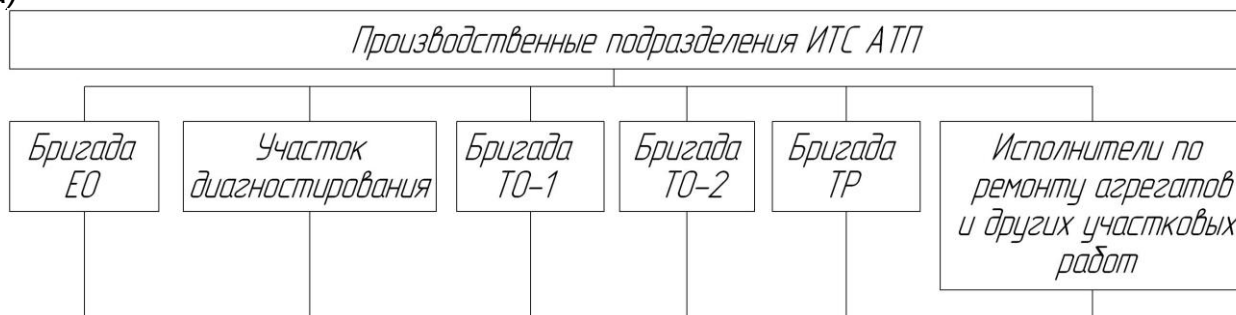 Производственные подразделения ИТС АТП
Бригада
ЕО
Участок
диагностирования
Бригада
ТО-1
Бригада
ТО-2
Бригада
ТР
Исполнители по
ремонту агрегатов
и других участковых
работ